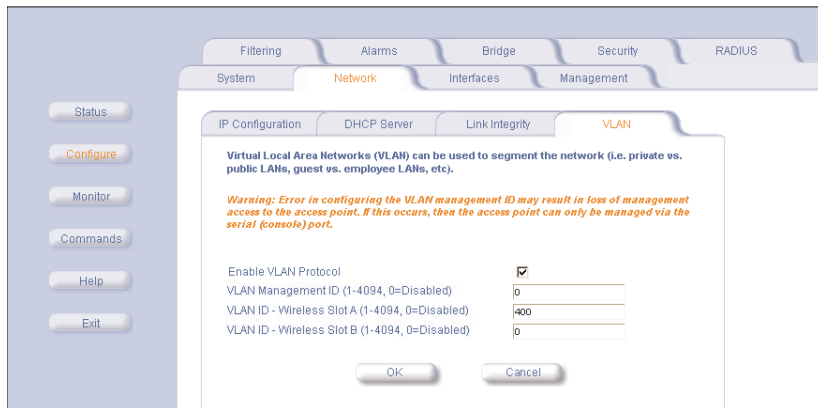 Filtering Alarms Bridge Security RADIUS
System Network Interfaces Management
Status
Configure
Monitor
Commands
Help
Exit
IP Configuration DHCP Server Link Integrity VLAN
Virtual Local Area Networks (VLAN) can be used to segment the network (i.e. private vs.
public LANs, guest vs. employee LANs, etc).
Warning: Error in configuring the VLAN management ID may result in loss of management
access to the access point. If this occurs, then the access point can only be managed via the
serial (console) port.
Enable VLAN Protocol
VLAN Management ID (1-4094, 0=Disabled) 0
VLAN ID - Wireless Slot A (1-4094, 0=Disabled) 400
VLAN ID - Wireless Slot B (1-4094, 0=Disabled) 0
OK Cancel